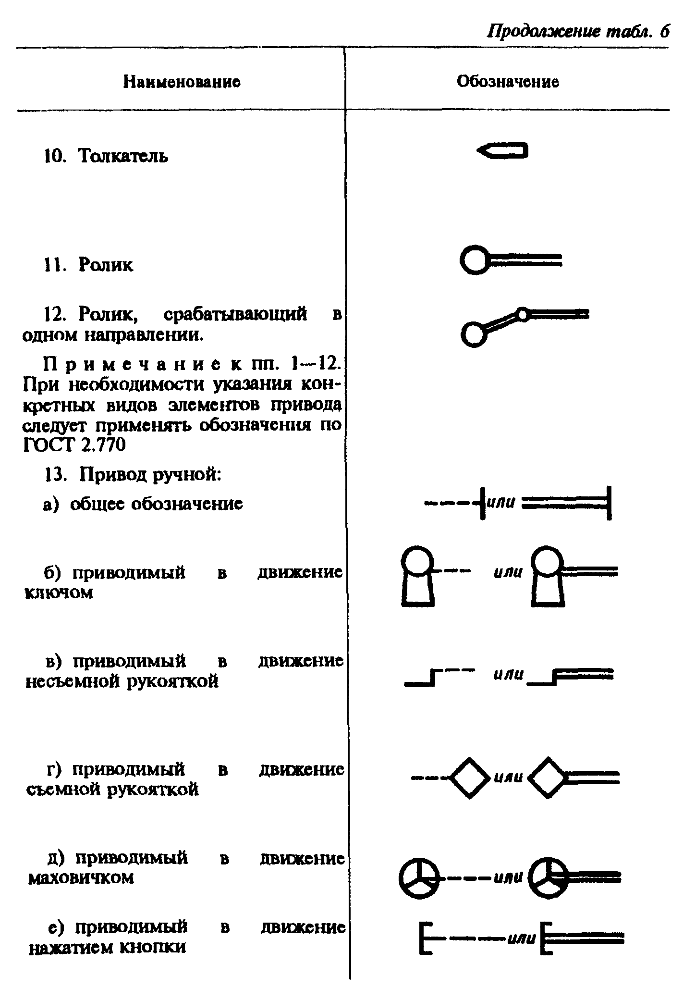 Продолжение табл. 6
Наименование Обозначение
10. Толкатель
11. Ролик
12. Ролик, срабатывающий в
одном направлении.
Примечание к пп. 1—12.
При необходимости указания кон-
кретных видов элементов привода
следует применять обозначения по
ГОСТ 2.770
13. Привод ручной:
а) общее обозначение или
б) приводимый в движение или
ключом
в) приводимый в движение
несъемной рукояткой или
г) приводимый в движение или
съемной рукояткой
д) приводимый в движение
маховичком или
е) приводимый в движение или
нажатием кнопки